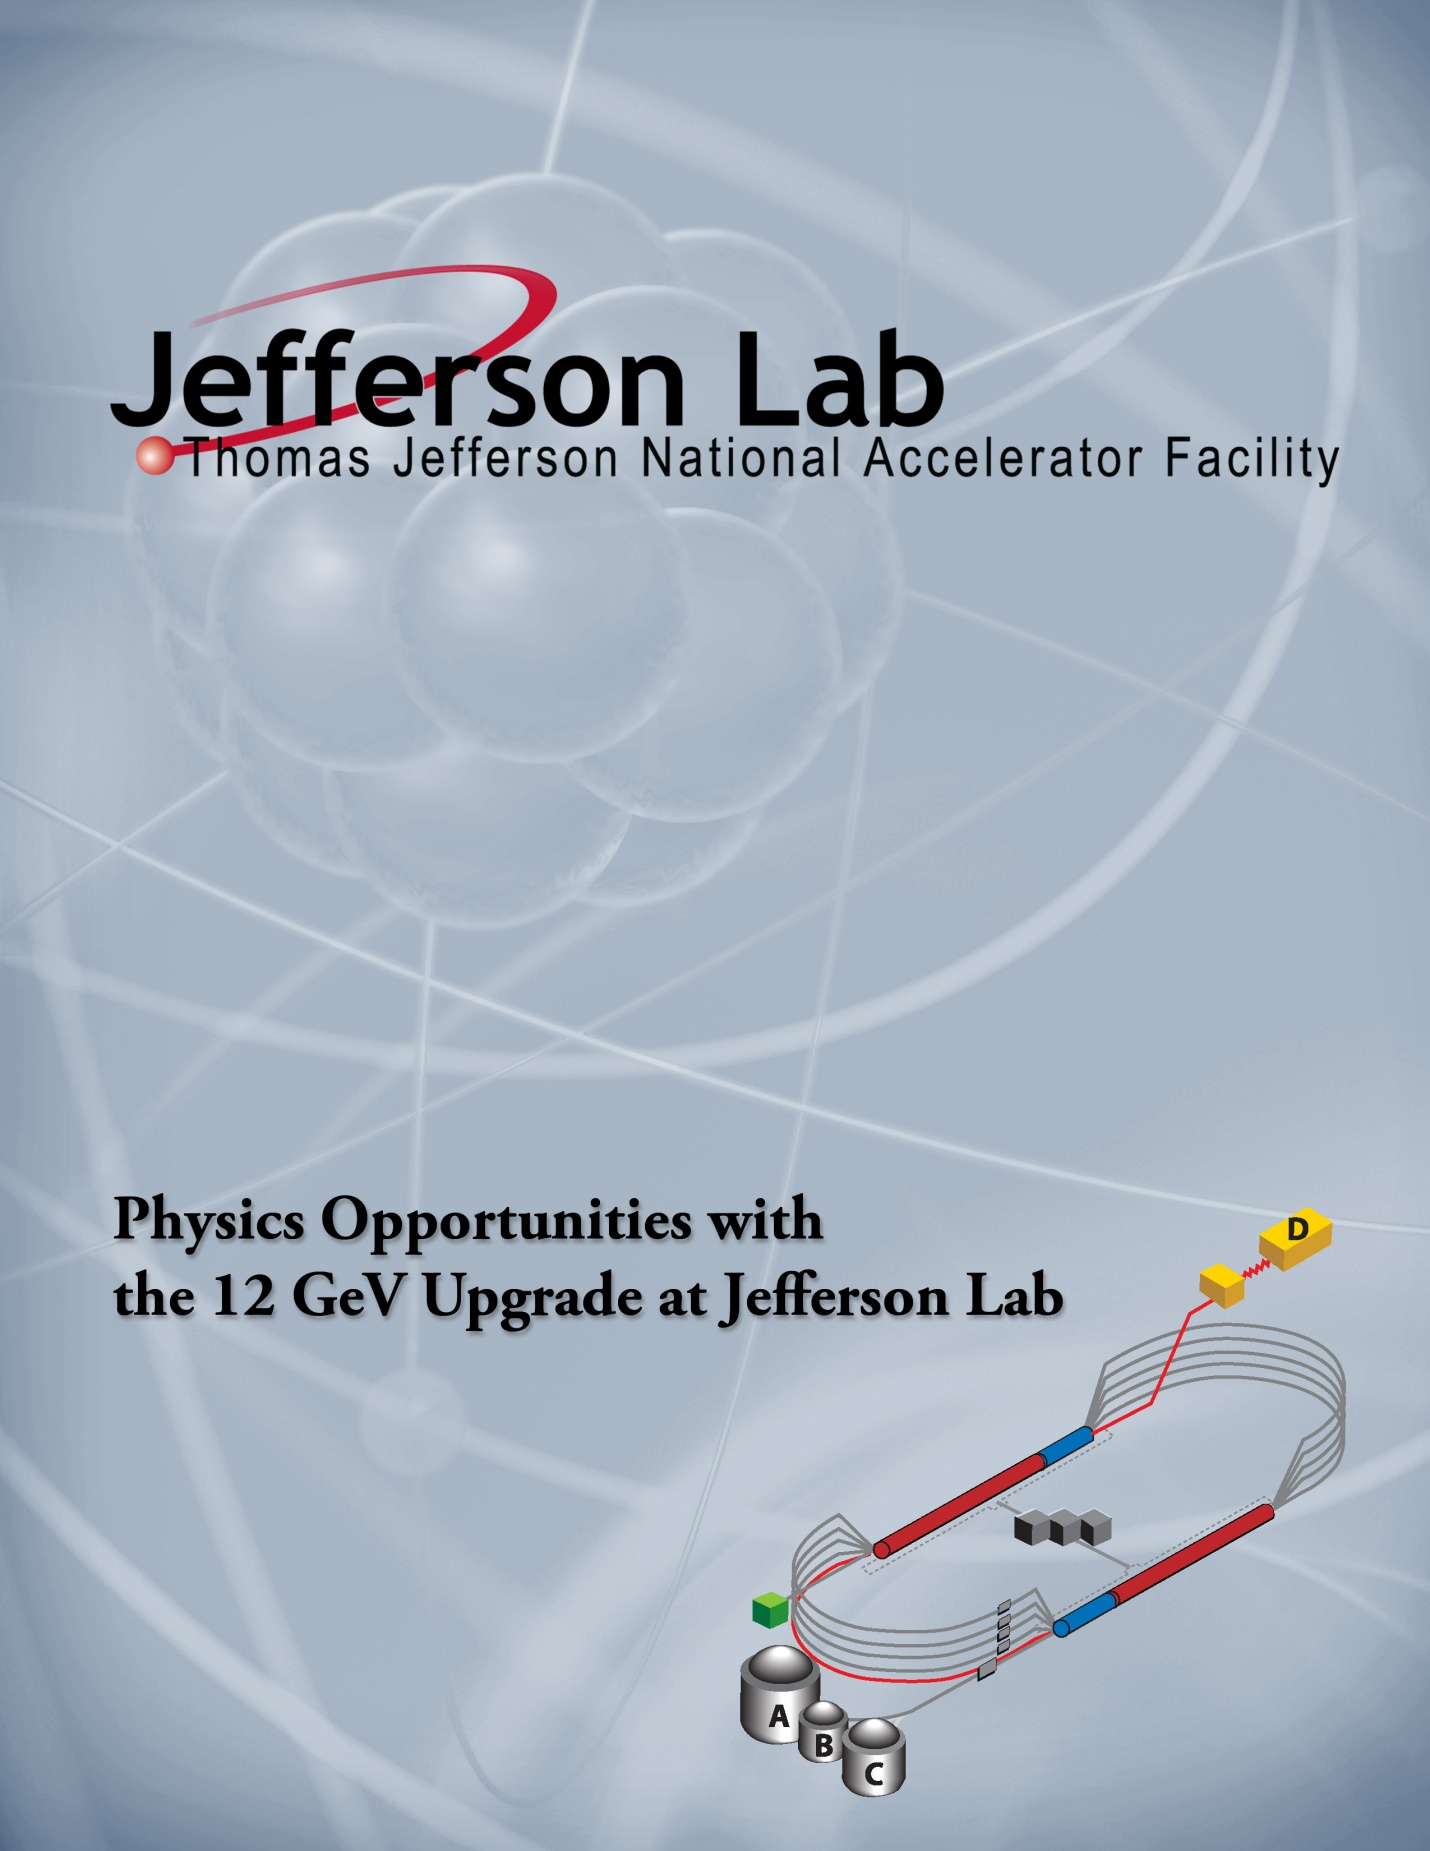 Jefferson Lab
Thomas Jefferson National Accelerator Facility
Physics Opportunities with
the 12 GeV Upgrade at Jefferson Lab
D
A
B
C